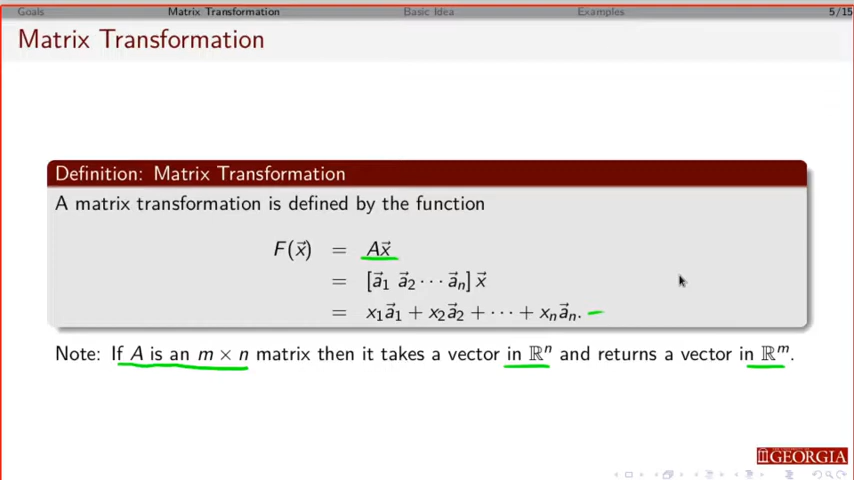 Goals Matrix Transformation Basic Idea Examples 5/15
Matrix Transformation
Definition: Matrix Transformation
A matrix transformation is defined by the function
F(x⃗) = Ax⃗
= [a⃗₁ a⃗₂ ⋯ a⃗ₙ] x⃗
= x₁a⃗₁ + x₂a⃗₂ + ⋯ + xₙa⃗ₙ.
Note: If A is an m × n matrix then it takes a vector in ℝⁿ and returns a vector in ℝᵐ.
GEORGIA